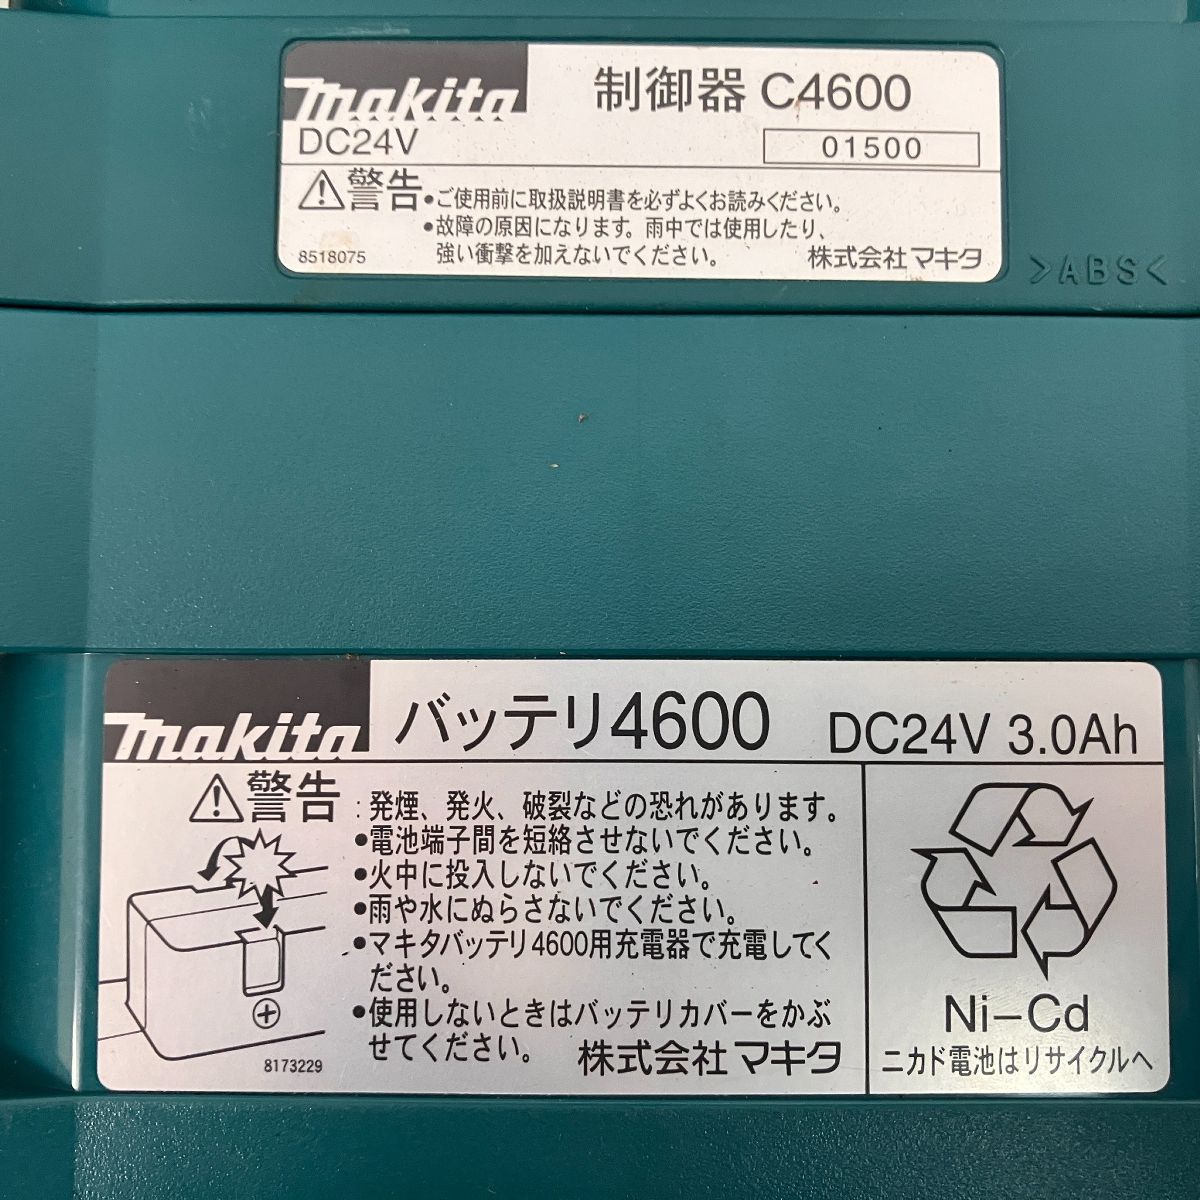 makita
制御器 C4600
DC24V
01500
警告
●ご使用前に取扱説明書を必ずよくお読みください。
●故障の原因になります。雨中では使用したり、
強い衝撃を加えないでください。
8518075
株式会社 マキタ
>ABS<
makita
バッテリ4600
DC24V 3.0Ah
警告:発煙、発火、破裂などの恐れがあります。
●電池端子間を短絡させないでください。
●火中に投入しないでください。
●雨や水にぬらさないでください。
●マキタバッテリ4600用充電器で充電してく
ださい。
●使用しないときはバッテリカバーをかぶ
せてください。
株式会社 マキタ
8173229
Ni-Cd
ニカド電池はリサイクルへ